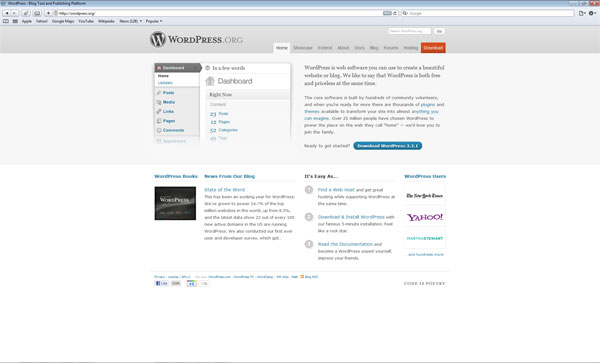 WordPress › Blog Tool and Publishing Platform
http://wordpress.org/
Google
Apple Yahoo! Google Maps YouTube Wikipedia News Popular
WORDPRESS.ORG
Search WordPress.org
Go
Home Showcase Extend About Docs Blog Forums Hosting Download
Dashboard
Home
Updates
Posts
Media
Links
Pages
Comments
Appearance
In a few words
Dashboard
Right Now
Content
23 Posts
14 Pages
52 Categories
WordPress is web software you can use to create a beautiful
website or blog. We like to say that WordPress is both free
and priceless at the same time.
The core software is built by hundreds of community volunteers,
and when you're ready for more there are thousands of plugins and
themes available to transform your site into almost anything you
can imagine. Over 25 million people have chosen WordPress to
power the place on the web they call "home" — we'd love you to
join the family.
Ready to get started? Download WordPress 3.2.1
WordPress Books
WORDPRESS
News From Our Blog
State of the Word
This has been an exciting year for WordPress.
We've grown to power 14.7% of the top
million websites in the world, up from 8.5%,
and the latest data show 22 out of every 100
new active domains in the US are running
WordPress. We also conducted our first ever
user and developer survey, which got
It's Easy As...
1 Find a Web Host and get great
hosting while supporting WordPress at
the same time.
2 Download & Install WordPress with
our famous 5-minute installation. Feel
like a rock star.
3 Read the Documentation and
become a WordPress expert yourself,
impress your friends.
WordPress Users
The New York Times
YAHOO!
MARTHASTEWART
... and hundreds more
Privacy License / GPLv2 See also: WordPress.com WordPress.TV WordCamp WP Jobs Matt Blog RSS
Like
CODE IS POETRY